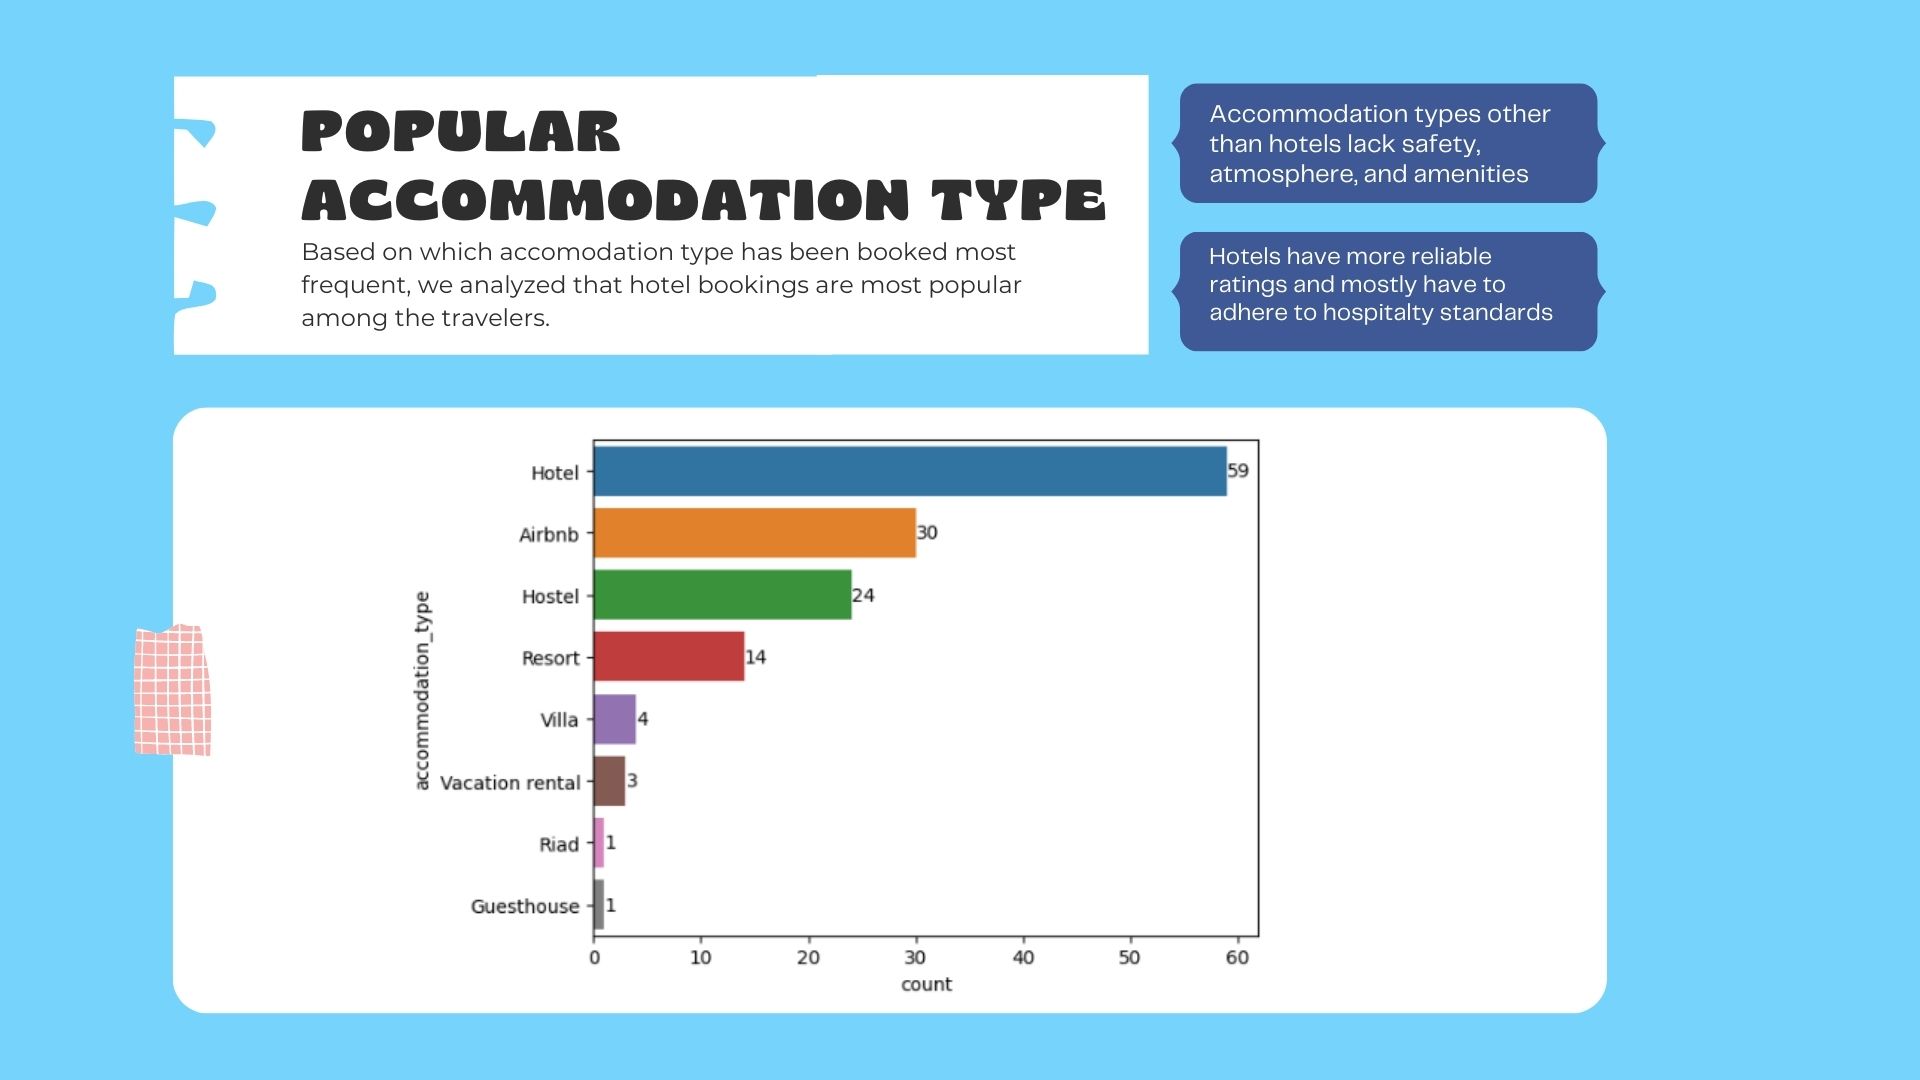 POPULAR
ACCOMMODATION TYPE
Based on which accomodation type has been booked most
frequent, we analyzed that hotel bookings are most popular
among the travelers.
Accommodation types other
than hotels lack safety,
atmosphere, and amenities
Hotels have more reliable
ratings and mostly have to
adhere to hospitalty standards
accommodation_type
Hotel 59
Airbnb 30
Hostel 24
Resort 14
Villa 4
Vacation rental 3
Riad 1
Guesthouse 1
0 10 20 30 40 50 60
count